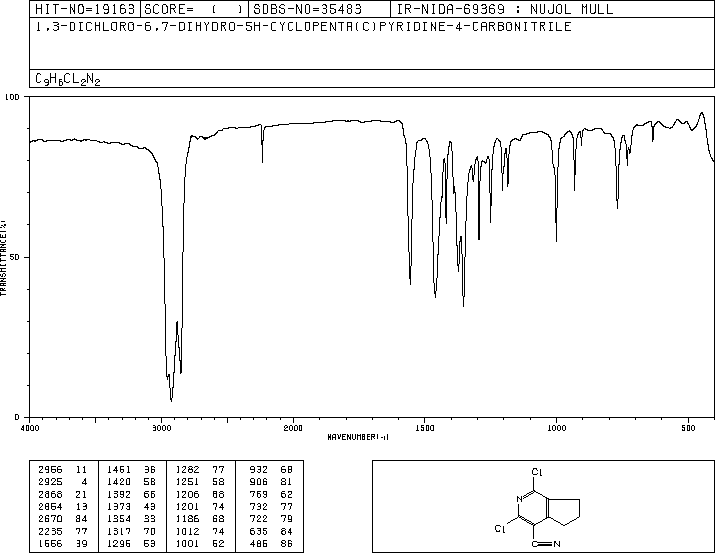 HIT-NO=19163 SCORE= ( ) SDBS-NO=35483 IR-NIDA-69369 : NUJOL MULL
1,3-DICHLORO-6,7-DIHYDRO-5H-CYCLOPENTA(C)PYRIDINE-4-CARBONITRILE
C9H6CL2N2
100
50
0
TRANSMITTANCE(%)
4000 3000 2000 1500 1000 500
WAVENUMBER(-1)
2956 11 1461 36 1282 77 932 68
2925 4 1420 58 1251 58 906 81
2868 21 1392 66 1206 68 769 62
2854 13 1373 43 1201 74 732 77
2670 84 1354 33 1186 68 722 79
2235 77 1317 70 1012 74 635 84
1556 39 1296 53 1001 52 486 86
Cl
N
Cl
C≡N